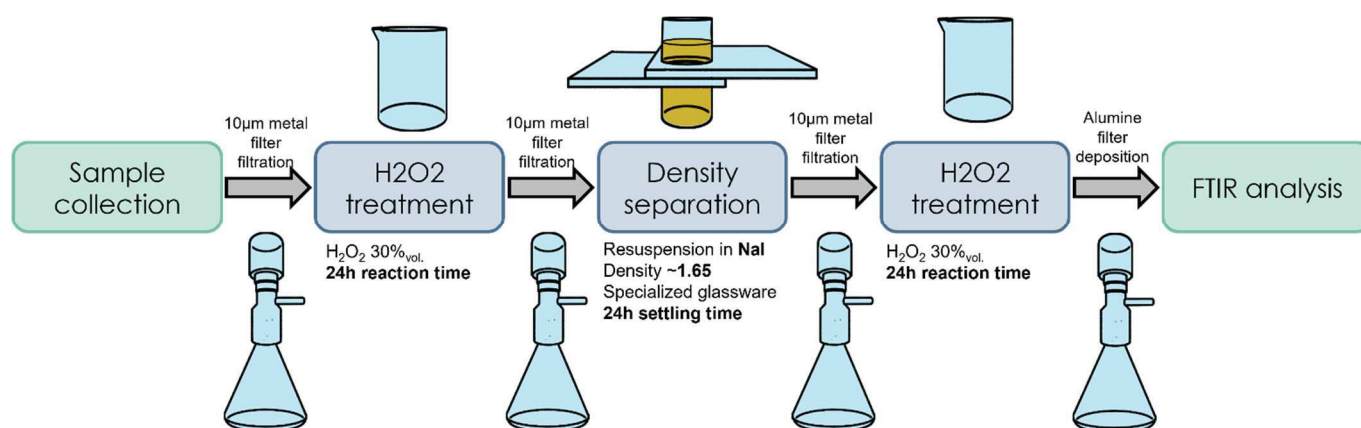 Sample
collection
10µm metal
filter
filtration
H2O2
treatment
H₂O₂ 30%vol.
24h reaction time
10µm metal
filter
filtration
Density
separation
Resuspension in NaI
Density ~1.65
Specialized glassware
24h settling time
10µm metal
filter
filtration
H2O2
treatment
H₂O₂ 30%vol.
24h reaction time
Alumine
filter
deposition
FTIR analysis